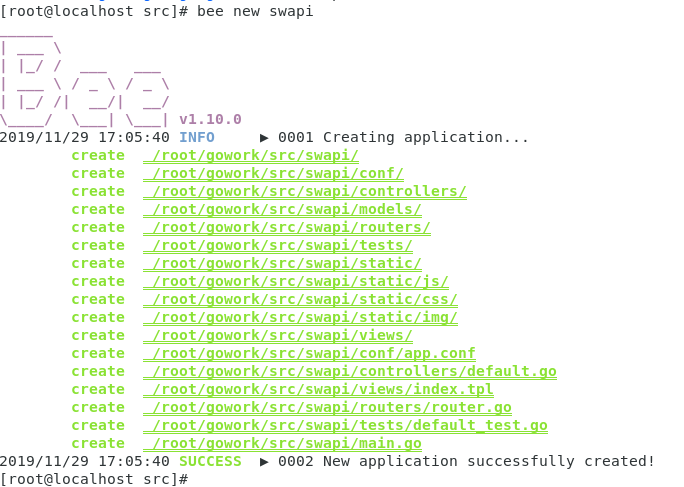 [root@localhost src]# bee new swapi
______
| ___ \
| |_/ /  ___   ___
| ___ \ / _ \ / _ \
| |_/ /|  __/|  __/
\____/  \___| \___| v1.10.0
2019/11/29 17:05:40 INFO     ▶ 0001 Creating application...
create   /root/gowork/src/swapi/
create   /root/gowork/src/swapi/conf/
create   /root/gowork/src/swapi/controllers/
create   /root/gowork/src/swapi/models/
create   /root/gowork/src/swapi/routers/
create   /root/gowork/src/swapi/tests/
create   /root/gowork/src/swapi/static/
create   /root/gowork/src/swapi/static/js/
create   /root/gowork/src/swapi/static/css/
create   /root/gowork/src/swapi/static/img/
create   /root/gowork/src/swapi/views/
create   /root/gowork/src/swapi/conf/app.conf
create   /root/gowork/src/swapi/controllers/default.go
create   /root/gowork/src/swapi/views/index.tpl
create   /root/gowork/src/swapi/routers/router.go
create   /root/gowork/src/swapi/tests/default_test.go
create   /root/gowork/src/swapi/main.go
2019/11/29 17:05:40 SUCCESS  ▶ 0002 New application successfully created!
[root@localhost src]#